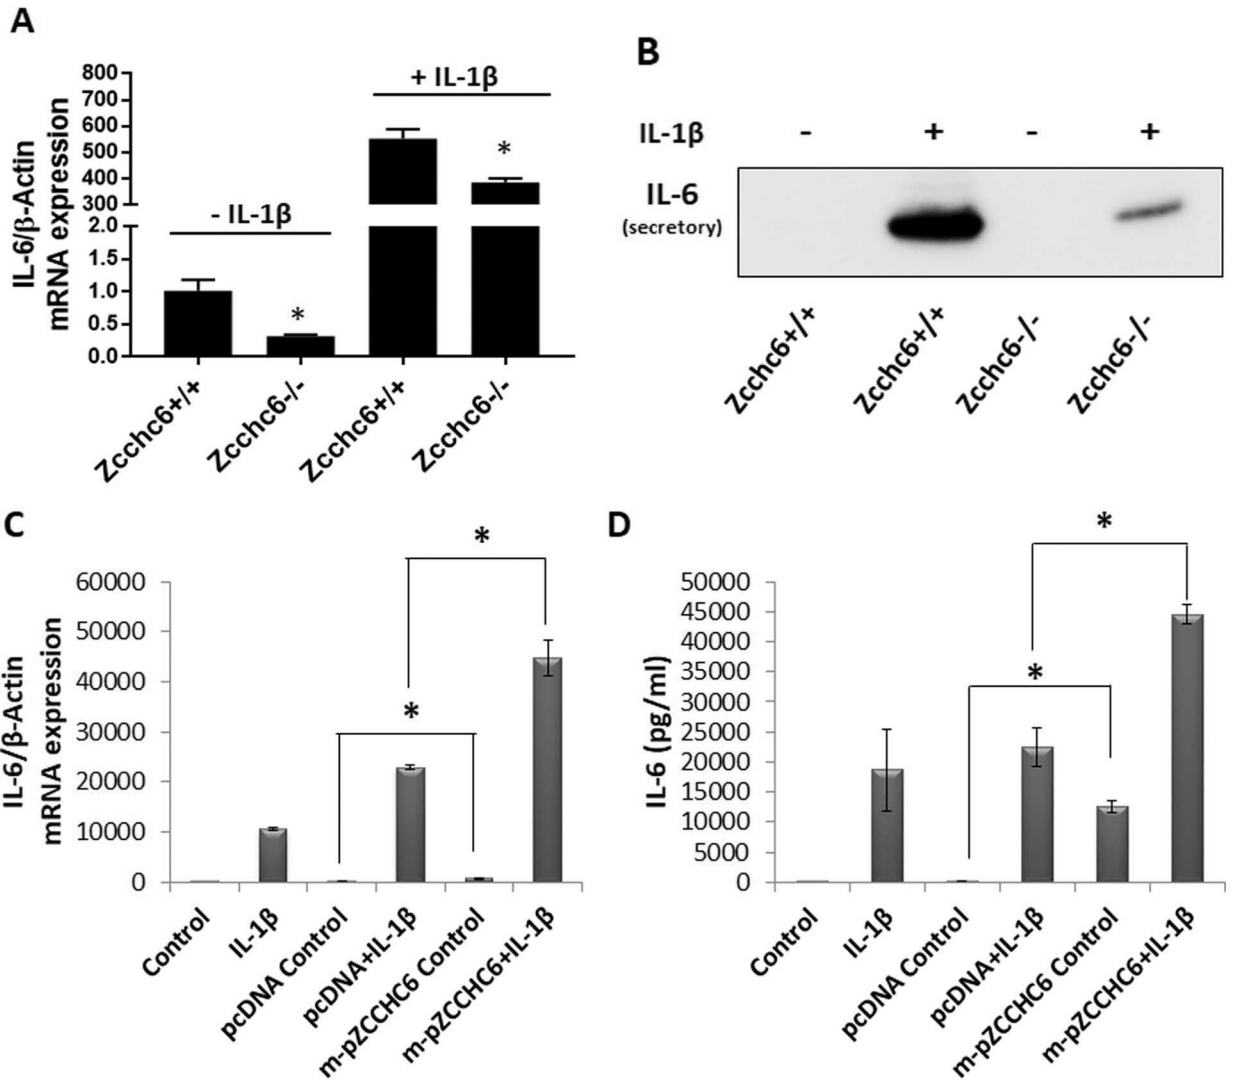 A
IL-6/β-Actin
mRNA expression
800
700
600
500
400
300
2.0
1.5
1.0
0.5
0.0
- IL-1β
+ IL-1β
*
*
Zcchc6+/+
Zcchc6-/-
Zcchc6+/+
Zcchc6-/-
B
IL-1β - + - +
IL-6
(secretory)
Zcchc6+/+
Zcchc6+/+
Zcchc6-/-
Zcchc6-/-
C
IL-6/β-Actin
mRNA expression
60000
50000
40000
30000
20000
10000
0
*
*
Control
IL-1β
pcDNA Control
pcDNA+IL-1β
m-pZCCHC6 Control
m-pZCCHC6+IL-1β
D
IL-6 (pg/ml)
50000
45000
40000
35000
30000
25000
20000
15000
10000
5000
0
*
*
Control
IL-1β
pcDNA Control
pcDNA+IL-1β
m-pZCCHC6 Control
m-pZCCHC6+IL-1β